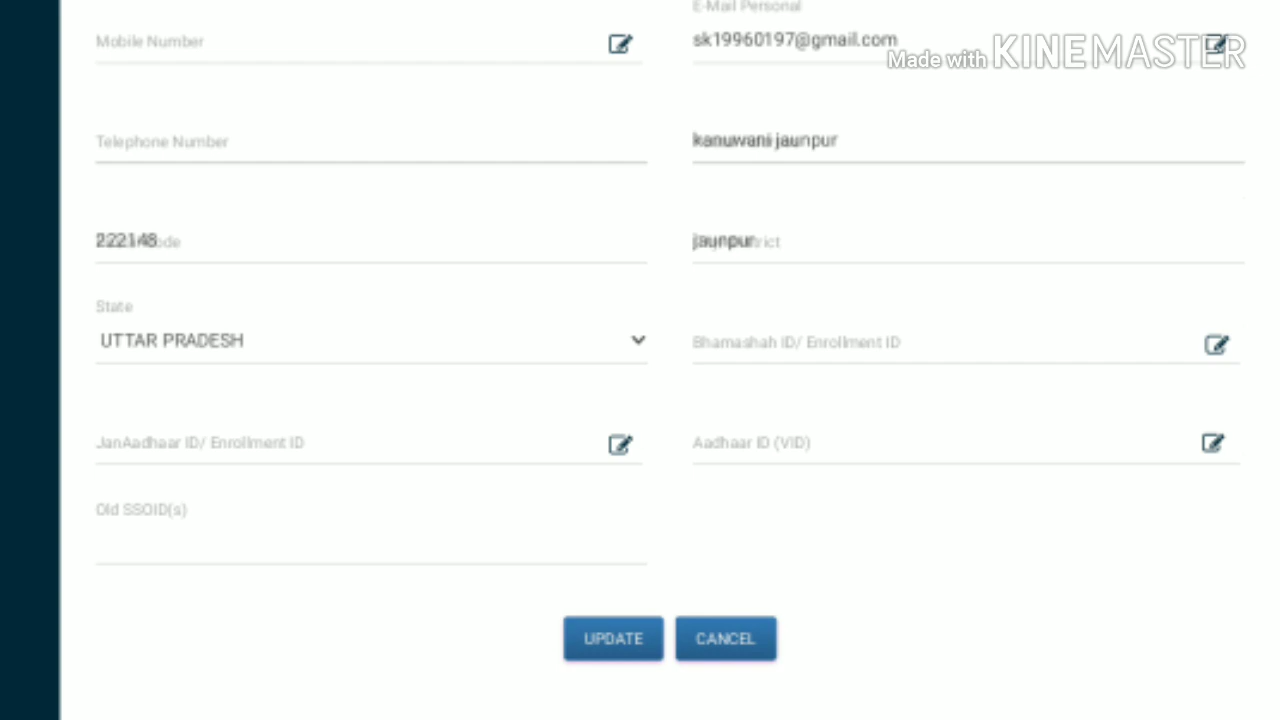 E-Mail Personal
Mobile Number
sk19960197@gmail.com
Made with KINEMASTER
Telephone Number
kanuwani jaunpur
222148
jaunpur
State
UTTAR PRADESH
Bhamashah ID/ Enrollment ID
JanAadhaar ID/ Enrollment ID
Aadhaar ID (VID)
Old SSOID(s)
UPDATE
CANCEL